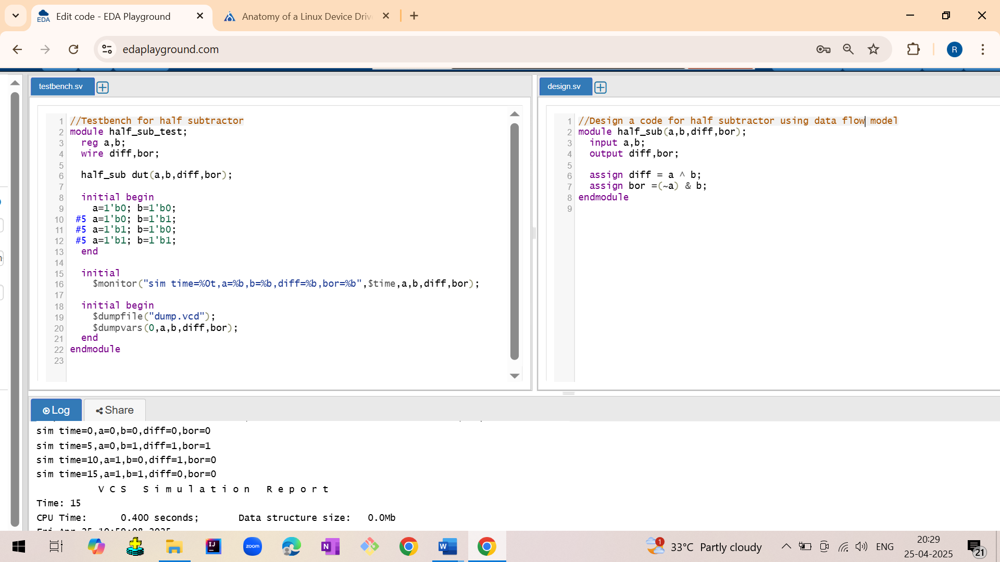 Edit code - EDA Playground
Anatomy of a Linux Device Driv
edaplayground.com
R
testbench.sv
design.sv
1 //Testbench for half subtractor
2 module half_sub_test;
3 reg a,b;
4 wire diff,bor;
5
6 half_sub dut(a,b,diff,bor);
7
8 initial begin
9 a=1'b0; b=1'b0;
10 #5 a=1'b0; b=1'b1;
11 #5 a=1'b1; b=1'b0;
12 #5 a=1'b1; b=1'b1;
13 end
14
15 initial
16 $monitor("sim time=%0t,a=%b,b=%b,diff=%b,bor=%b",$time,a,b,diff,bor);
17
18 initial begin
19 $dumpfile("dump.vcd");
20 $dumpvars(0,a,b,diff,bor);
21 end
22 endmodule
23
1 //Design a code for half subtractor using data flow model
2 module half_sub(a,b,diff,bor);
3 input a,b;
4 output diff,bor;
5
6 assign diff = a ^ b;
7 assign bor =(~a) & b;
8 endmodule
9
Log
Share
sim time=0,a=0,b=0,diff=0,bor=0
sim time=5,a=0,b=1,diff=1,bor=1
sim time=10,a=1,b=0,diff=1,bor=0
sim time=15,a=1,b=1,diff=0,bor=0
V C S   S i m u l a t i o n   R e p o r t
Time: 15
CPU Time:      0.400 seconds;       Data structure size:   0.0Mb
zoom
1
33°C Partly cloudy
ENG
20:29
25-04-2025
21